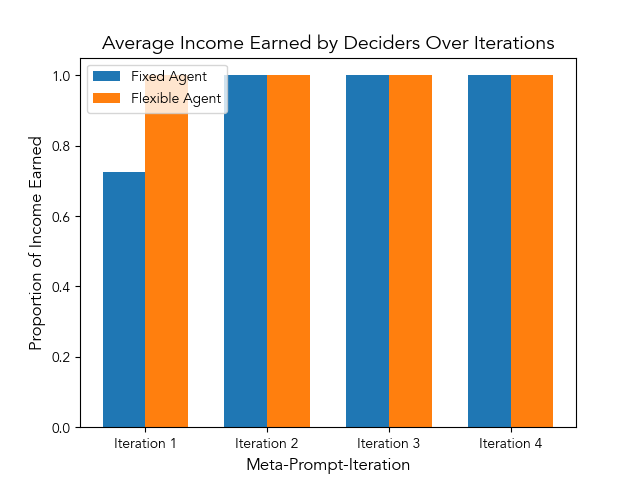 Average Income Earned by Deciders Over Iterations
Fixed Agent
Flexible Agent
Proportion of Income Earned
1.0
0.8
0.6
0.4
0.2
0.0
Iteration 1
Iteration 2
Iteration 3
Iteration 4
Meta-Prompt-Iteration